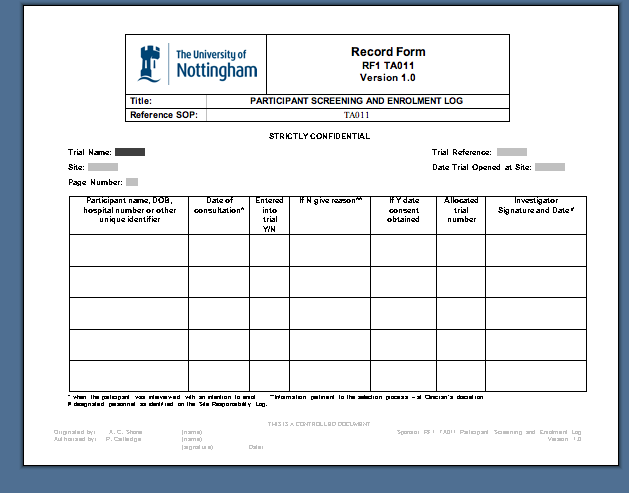 The University of
Nottingham
Record Form
RF1 TA011
Version 1.0
Title: PARTICIPANT SCREENING AND ENROLMENT LOG
Reference SOP: TA011
STRICTLY CONFIDENTIAL
Trial Name: Trial Reference:
Site: Date Trial Opened at Site:
Page Number:
Participant name, DOB, hospital number or other unique identifier
Date of consultation*
Entered into trial Y/N
If N give reason**
If Y date consent obtained
Allocated trial number
Investigator Signature and Date#
* when the participant was interviewed with an intention to enrol **Information pertinent to the selection process – at Clinician's discretion
# designated personnel as identified on the Site Responsibility Log.
THIS IS A CONTROLLED DOCUMENT
Originated by: A. C. Shone (name) Sponsor RF1 TA011 Participant Screening and Enrolment Log
Authorised by: P. Cartledge (name) Version 1.0
(signature) Date: